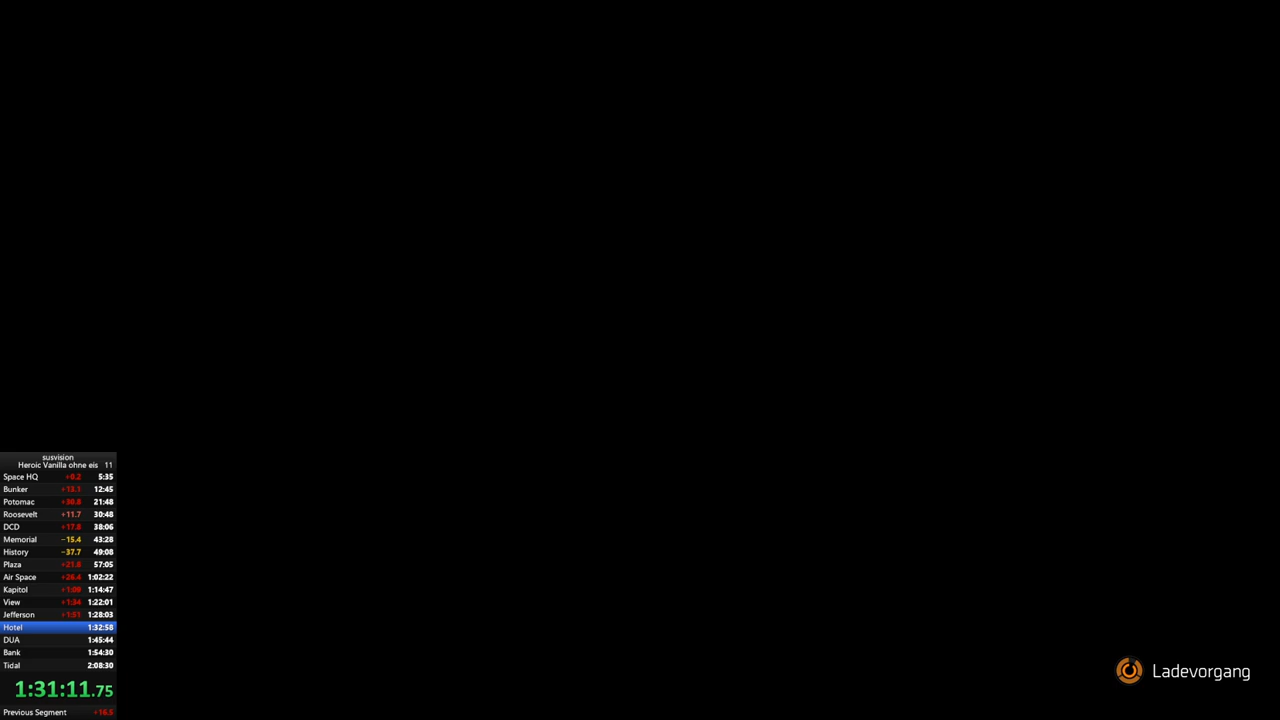 susvision
Heroic Vanilla ohne eis 11
Space HQ +0.2 5:35
Bunker +13.1 12:45
Potomac +30.8 21:48
Roosevelt +11.7 30:48
DCD +17.8 38:06
Memorial −15.4 43:28
History −37.7 49:08
Plaza +21.6 57:05
Air Space +26.4 1:02:22
Kapitol +1:09 1:14:47
View +1:34 1:22:01
Jefferson +1:51 1:28:03
Hotel 1:32:58
DUA 1:45:44
Bank 1:54:30
Tidal 2:08:30
1:31:11.75
Previous Segment +16.5
Ladevorgang